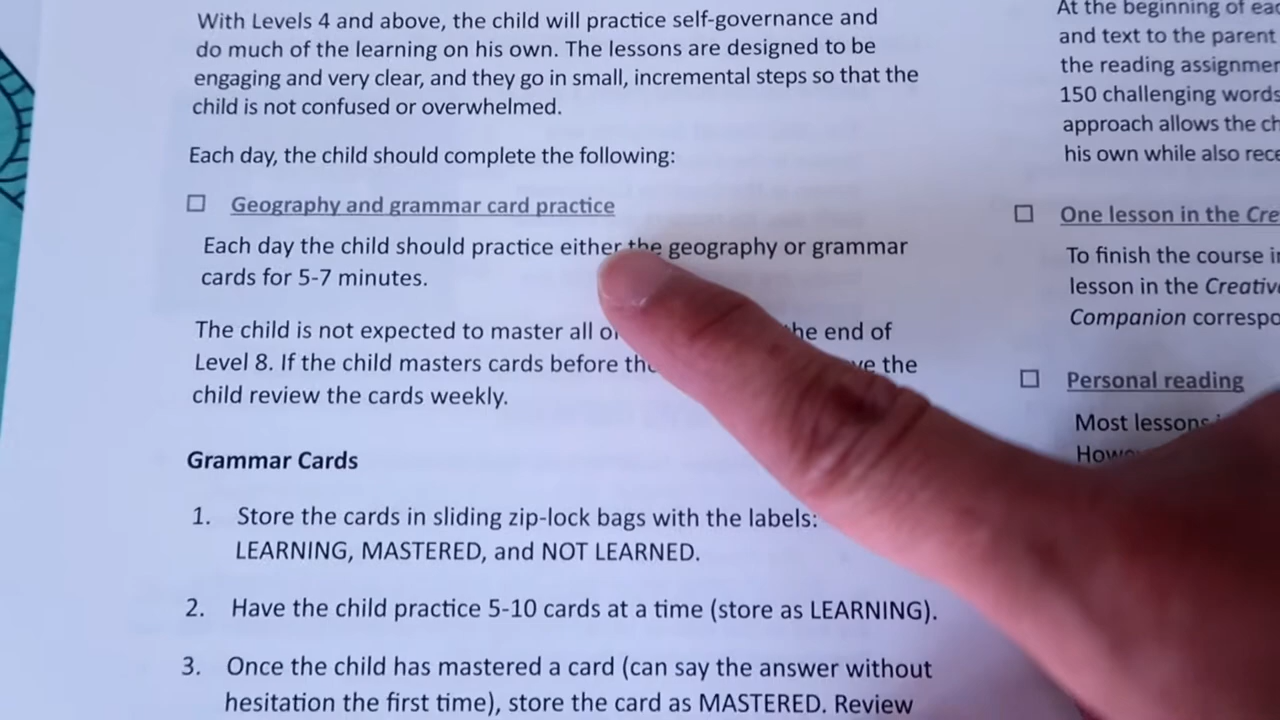 With Levels 4 and above, the child will practice self-governance and
do much of the learning on his own. The lessons are designed to be
engaging and very clear, and they go in small, incremental steps so that the
child is not confused or overwhelmed.
Each day, the child should complete the following:
Geography and grammar card practice
Each day the child should practice either the geography or grammar
cards for 5-7 minutes.
The child is not expected to master all the end of
Level 8. If the child masters cards before the
child review the cards weekly.
Grammar Cards
1. Store the cards in sliding zip-lock bags with the labels:
LEARNING, MASTERED, and NOT LEARNED.
2. Have the child practice 5-10 cards at a time (store as LEARNING).
3. Once the child has mastered a card (can say the answer without
hesitation the first time), store the card as MASTERED. Review
At the beginning of
and text to the parent
the reading
150 challenging words
approach allows the
his own while also
One lesson in the
To finish the course
lesson in the
Companion
Personal reading
Most lessons